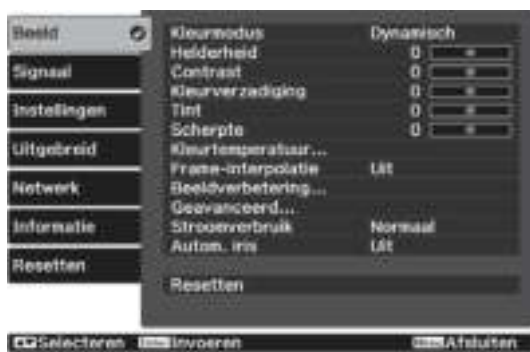 Beeld
Signaal
Instellingen
Uitgebreid
Netwerk
Informatie
Resetten
Kleurmodus Dynamisch
Helderheid 0
Contrast 0
Kleurverzadiging 0
Tint 0
Scherpte 0
Kleurtemperatuur...
Frame-interpolatie Uit
Beeldverbetering...
Geavanceerd...
Stroomverbruik Normaal
Autom. iris Uit
Resetten
Selecteren Invoeren Afsluiten